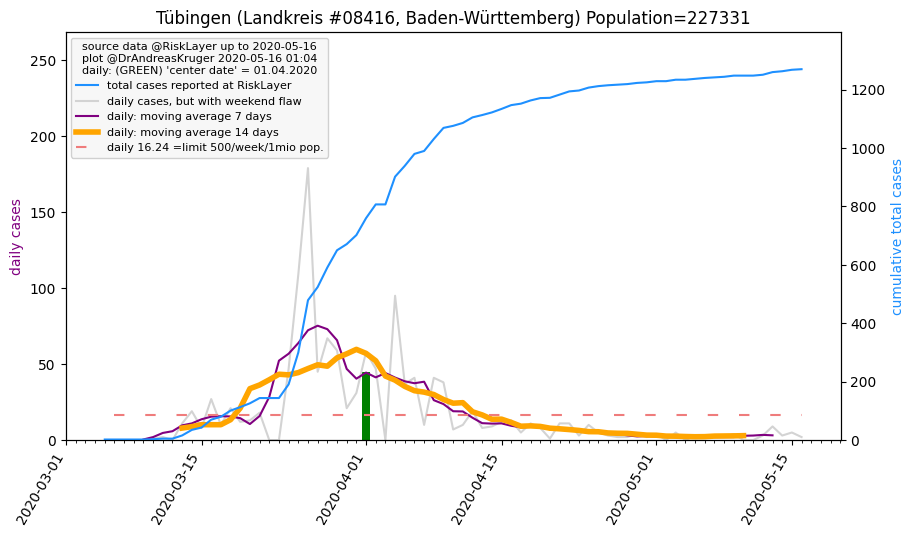 Tübingen (Landkreis #08416, Baden-Württemberg) Population=227331
source data @RiskLayer up to 2020-05-16
plot @DrAndreasKruger 2020-05-16 01:04
daily: (GREEN) 'center date' = 01.04.2020
total cases reported at RiskLayer
daily cases, but with weekend flaw
daily: moving average 7 days
daily: moving average 14 days
daily 16.24 =limit 500/week/1mio pop.
daily cases
250
200
150
100
50
0
cumulative total cases
1200
1000
800
600
400
200
0
2020-03-01
2020-03-15
2020-04-01
2020-04-15
2020-05-01
2020-05-15